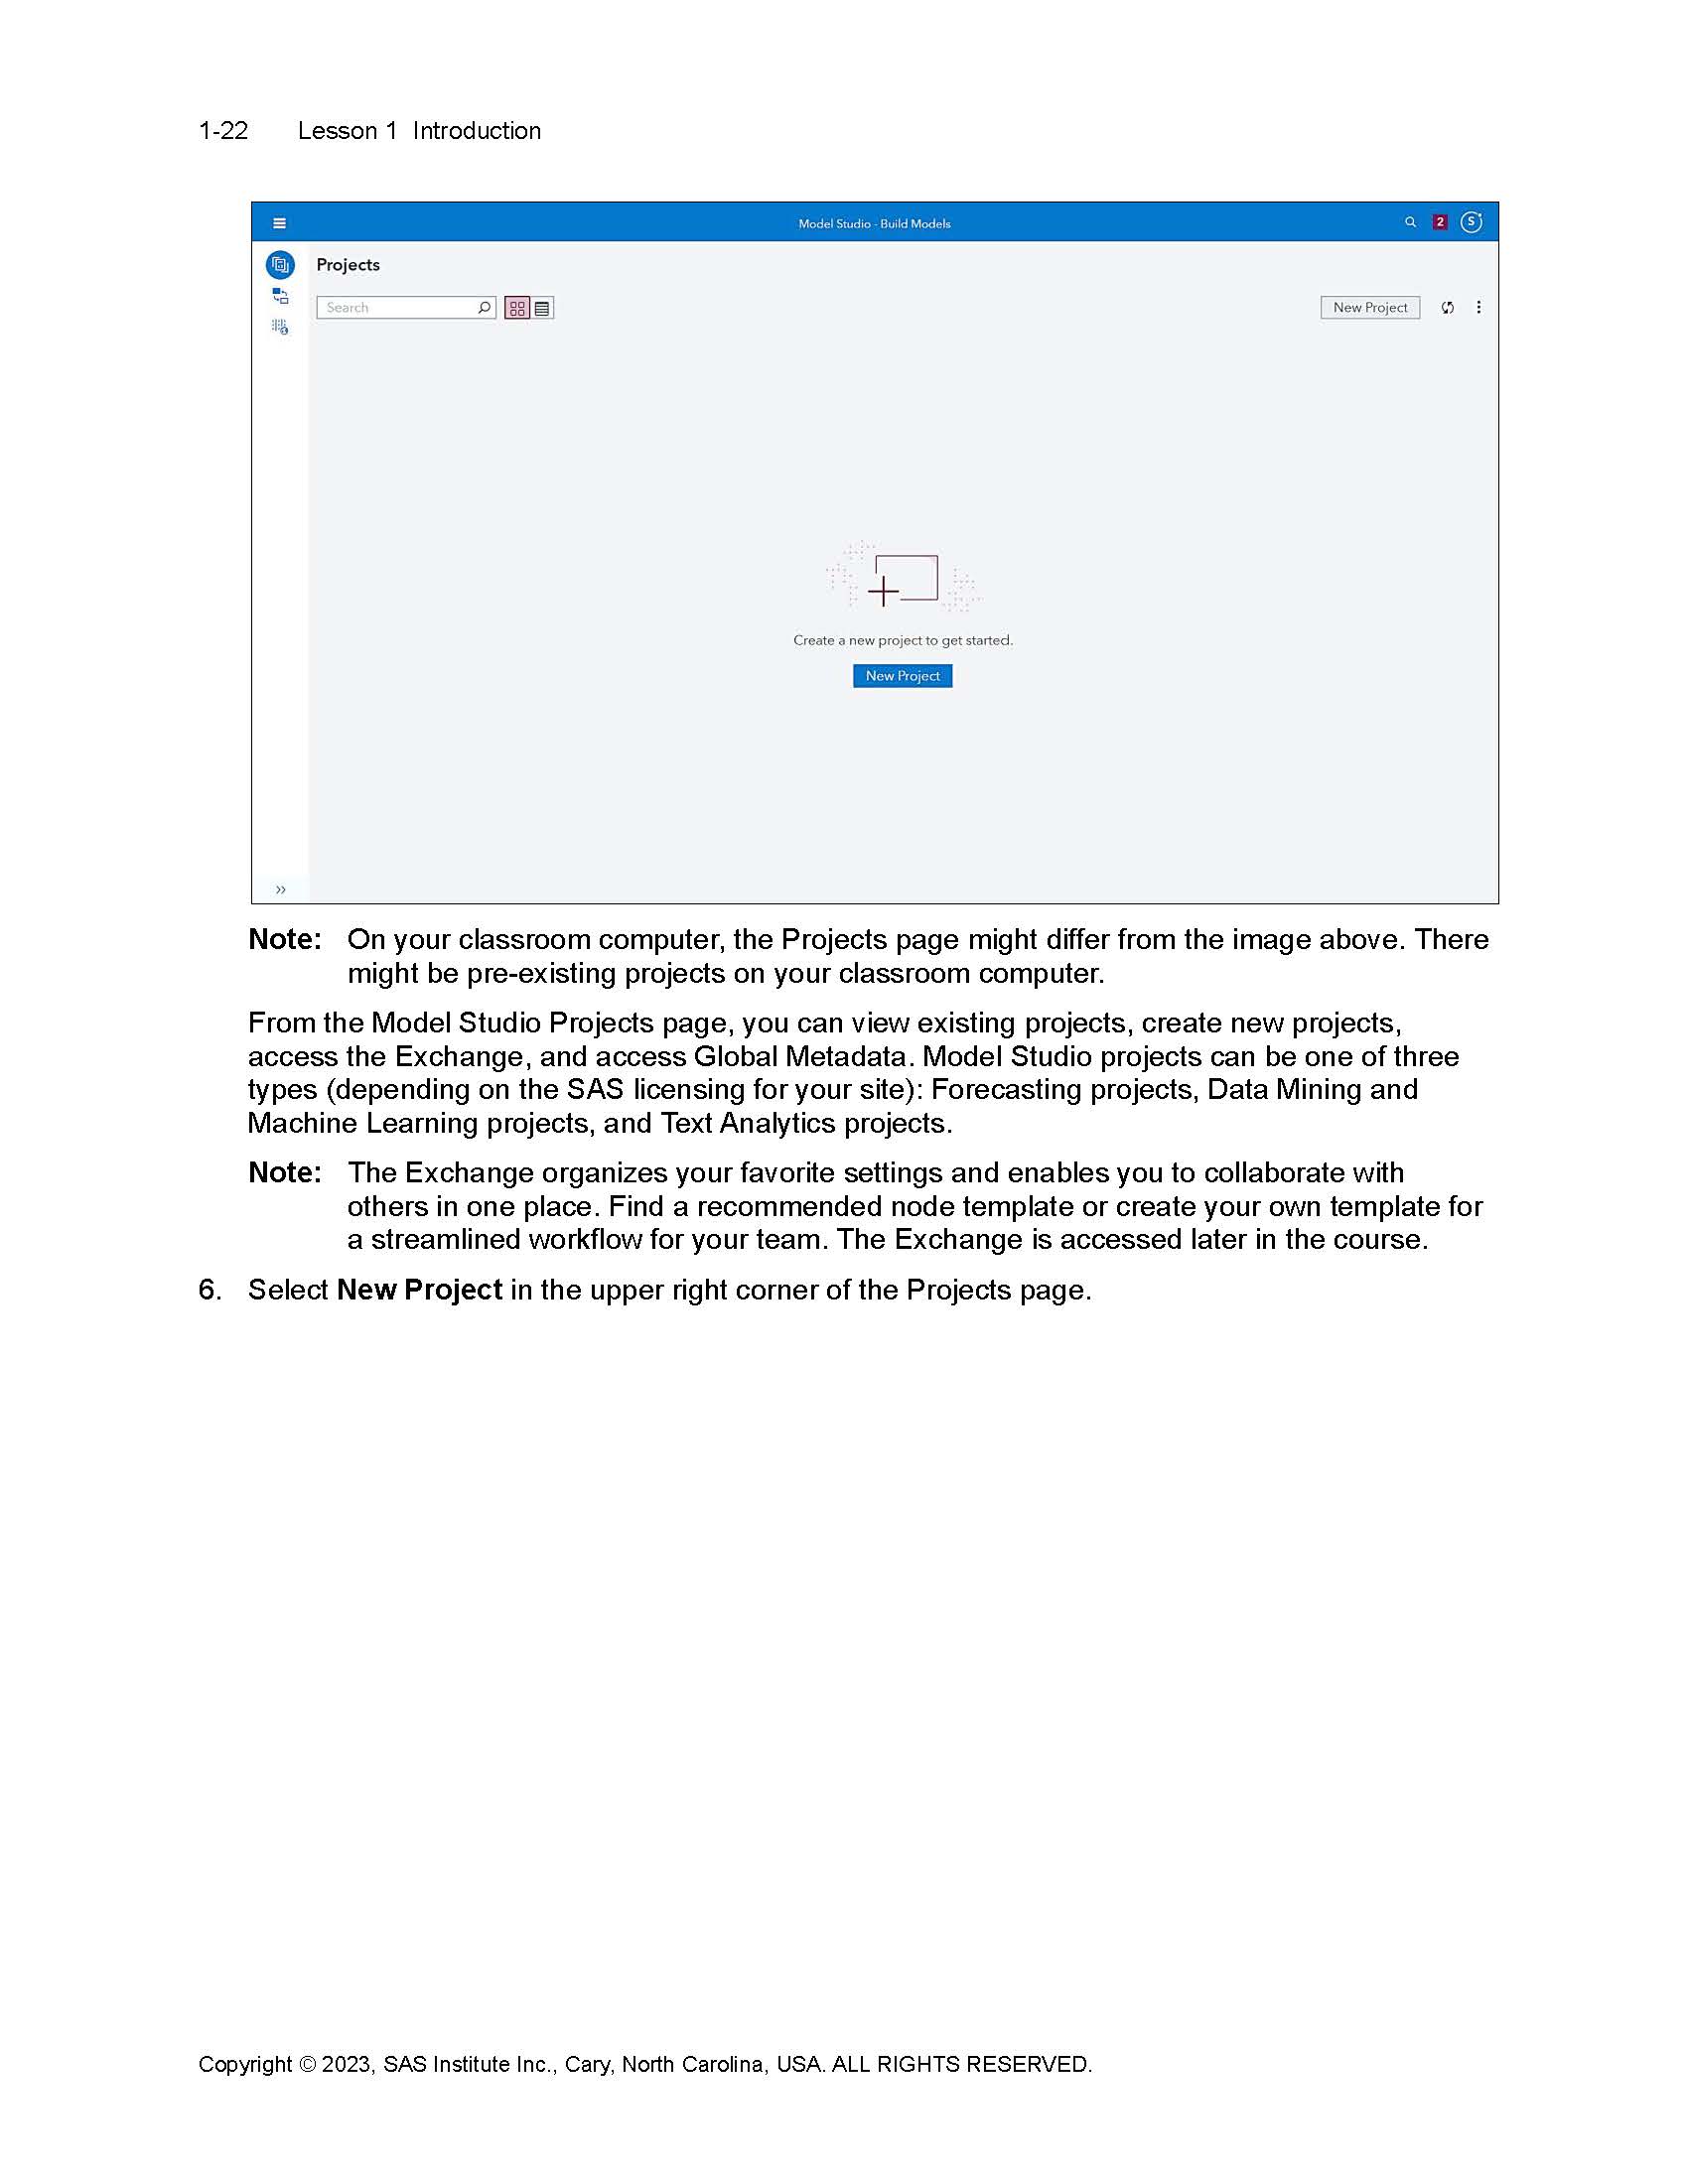 1-22 Lesson 1 Introduction
Model Studio - Build Models
2
S
Projects
Search
New Project
Create a new project to get started.
New Project
Note: On your classroom computer, the Projects page might differ from the image above. There
might be pre-existing projects on your classroom computer.
From the Model Studio Projects page, you can view existing projects, create new projects,
access the Exchange, and access Global Metadata. Model Studio projects can be one of three
types (depending on the SAS licensing for your site): Forecasting projects, Data Mining and
Machine Learning projects, and Text Analytics projects.
Note: The Exchange organizes your favorite settings and enables you to collaborate with
others in one place. Find a recommended node template or create your own template for
a streamlined workflow for your team. The Exchange is accessed later in the course.
6. Select New Project in the upper right corner of the Projects page.
Copyright © 2023, SAS Institute Inc., Cary, North Carolina, USA. ALL RIGHTS RESERVED.